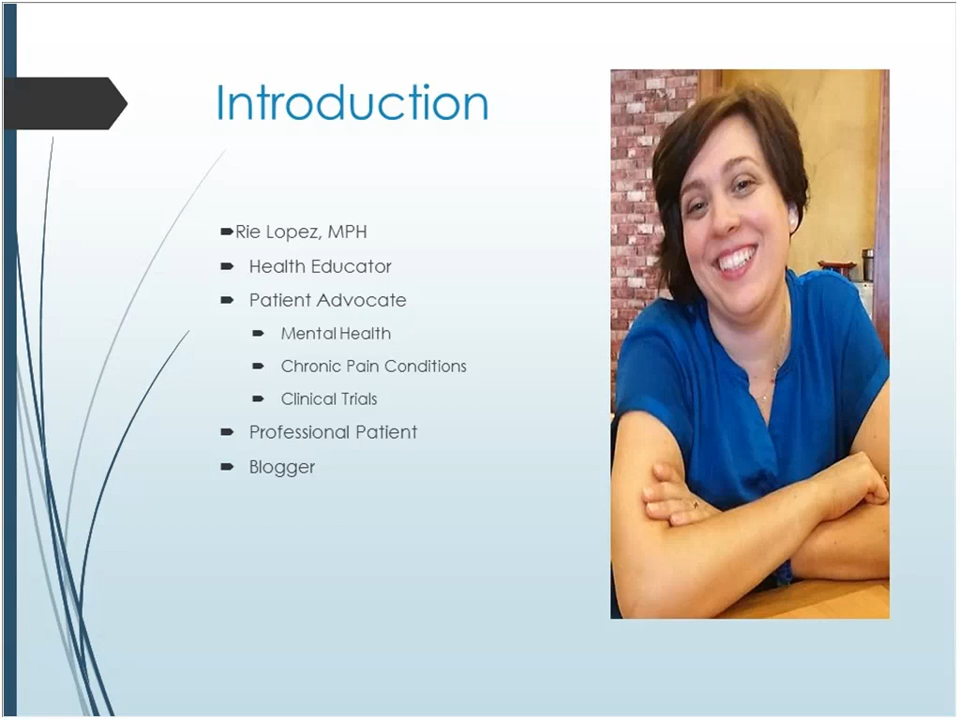 Introduction
Rie Lopez, MPH
Health Educator
Patient Advocate
Mental Health
Chronic Pain Conditions
Clinical Trials
Professional Patient
Blogger